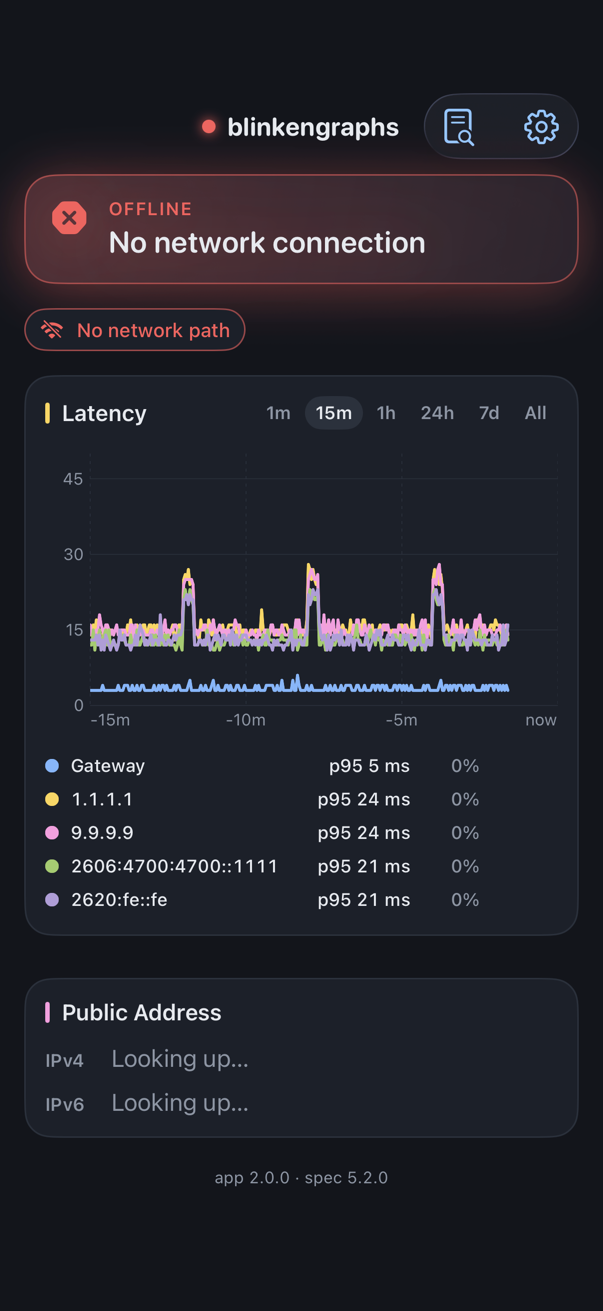 blinkengraphs
OFFLINE
No network connection
No network path
Latency 1m 15m 1h 24h 7d All
45
30
15
0
-15m -10m -5m now
Gateway p95 5 ms 0%
1.1.1.1 p95 24 ms 0%
9.9.9.9 p95 24 ms 0%
2606:4700:4700::1111 p95 21 ms 0%
2620:fe::fe p95 21 ms 0%
Public Address
IPv4 Looking up...
IPv6 Looking up...
app 2.0.0 · spec 5.2.0